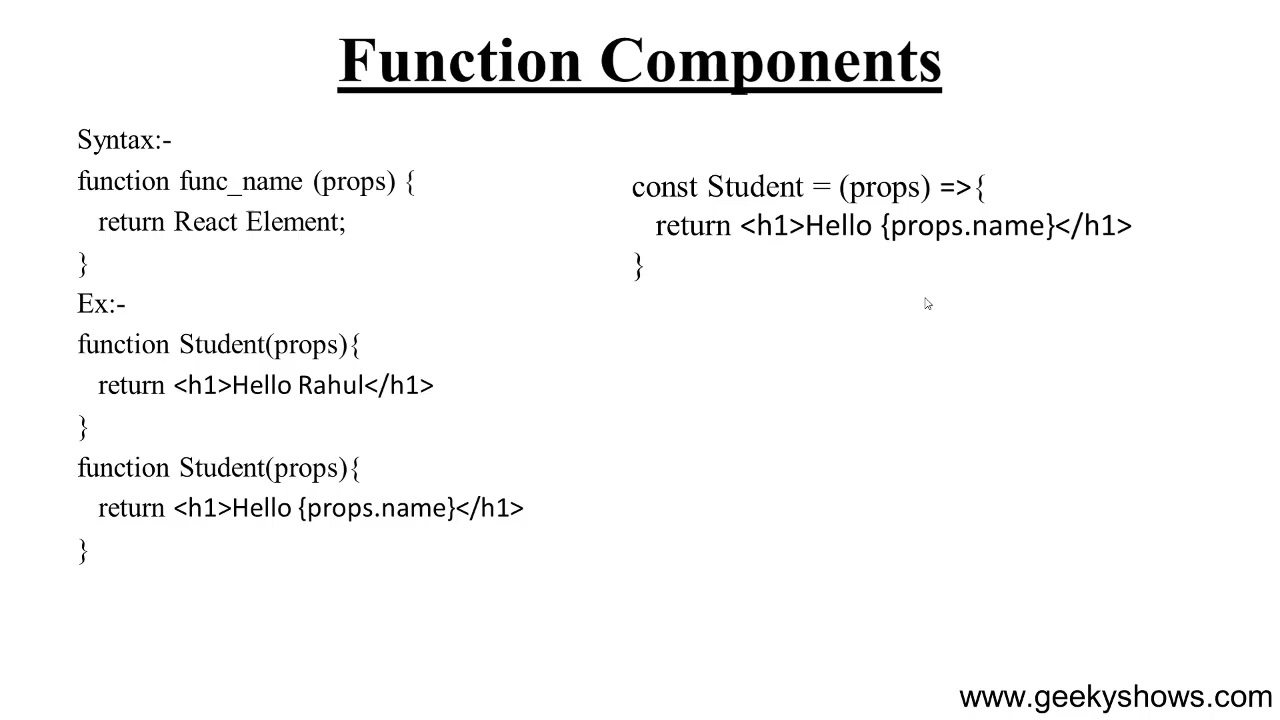 Function Components
Syntax:-
function func_name (props) {
return React Element;
}
Ex:-
function Student(props){
return <h1>Hello Rahul</h1>
}
function Student(props){
return <h1>Hello {props.name}</h1>
}
const Student = (props) =>{
return <h1>Hello {props.name}</h1>
}
www.geekyshows.com